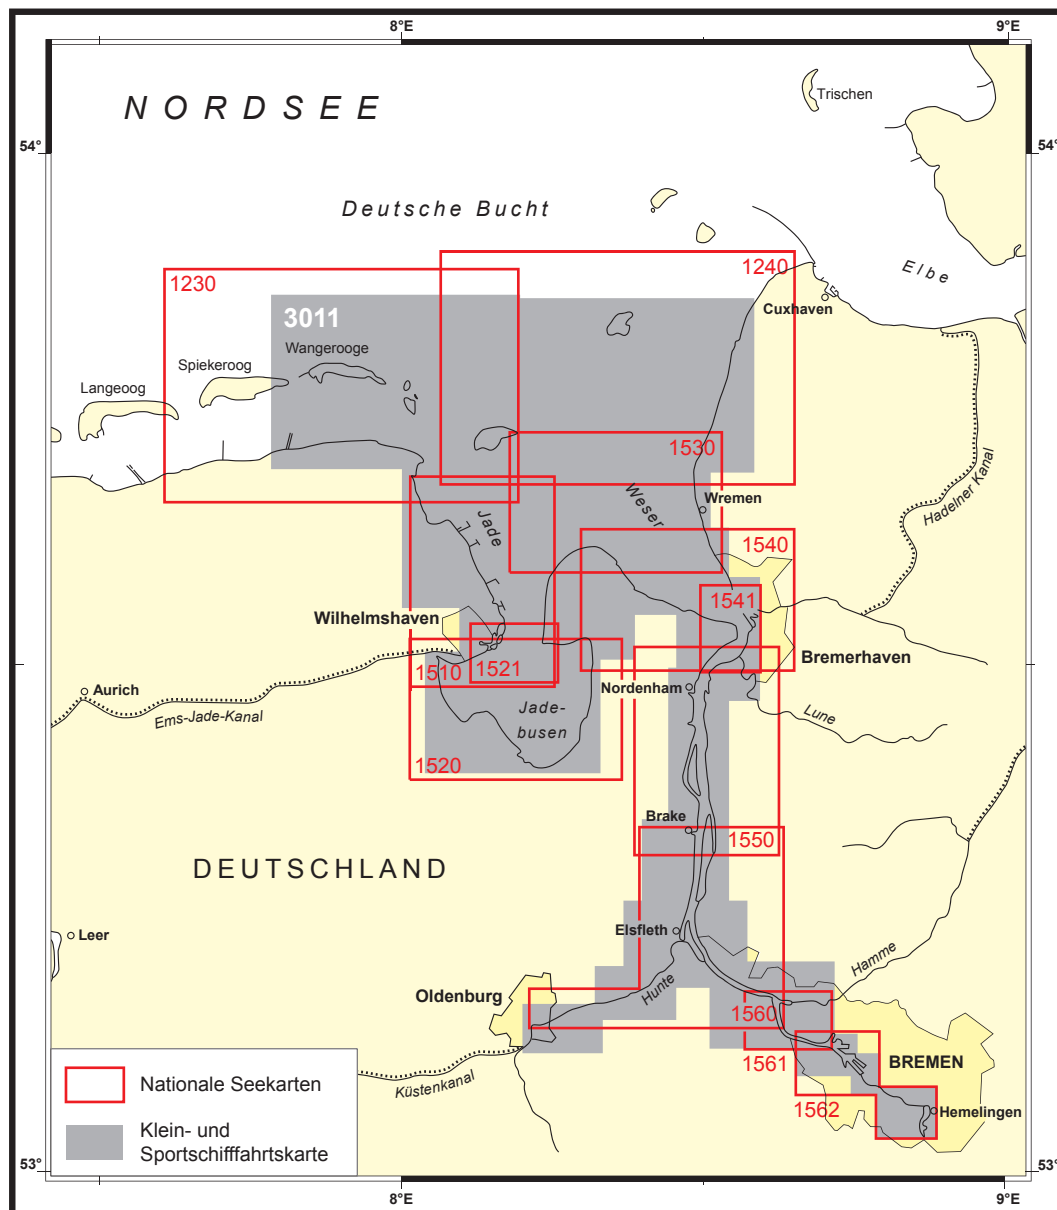 8°E
9°E
NORDSEE
Trischen
54°
54°
Deutsche Bucht
1230
1240
Elbe
Cuxhaven
3011
Wangerooge
Spiekeroog
Langeoog
1530
Hadelner Kanal
Weser
Wremen
Jade
1540
1541
Wilhelmshaven
Bremerhaven
1510
1521
Nordenham
Aurich
Ems-Jade-Kanal
Jade-
busen
Lune
1520
Brake
1550
DEUTSCHLAND
Leer
Elsfleth
Hamme
Hunte
Oldenburg
1560
1561
BREMEN
Nationale Seekarten
Küstenkanal
1562
Hemelingen
Klein- und
Sportschifffahrtskarte
53°
53°
8°E
9°E